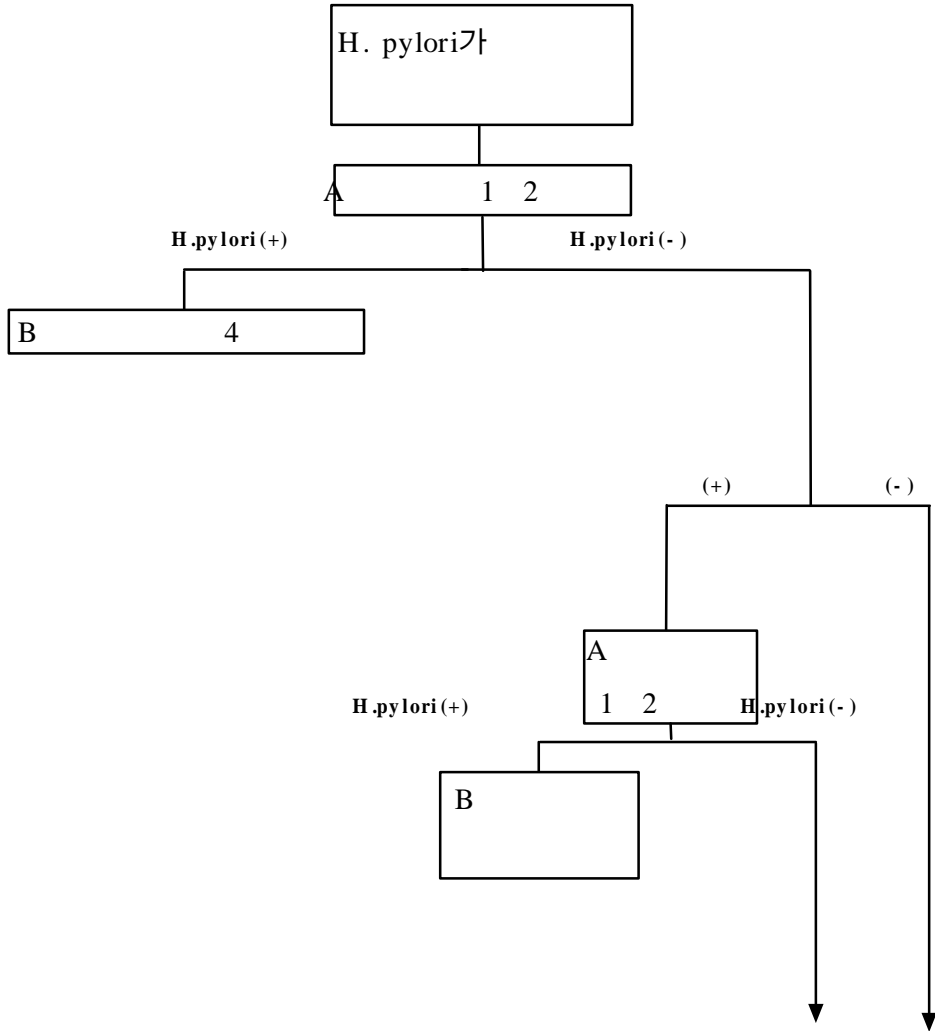 H. pylori가
A 1 2
H.pylori(+) H.pylori(-)
B 4
(+) (-)
A
1 2
H.pylori(+) H.pylori(-)
B